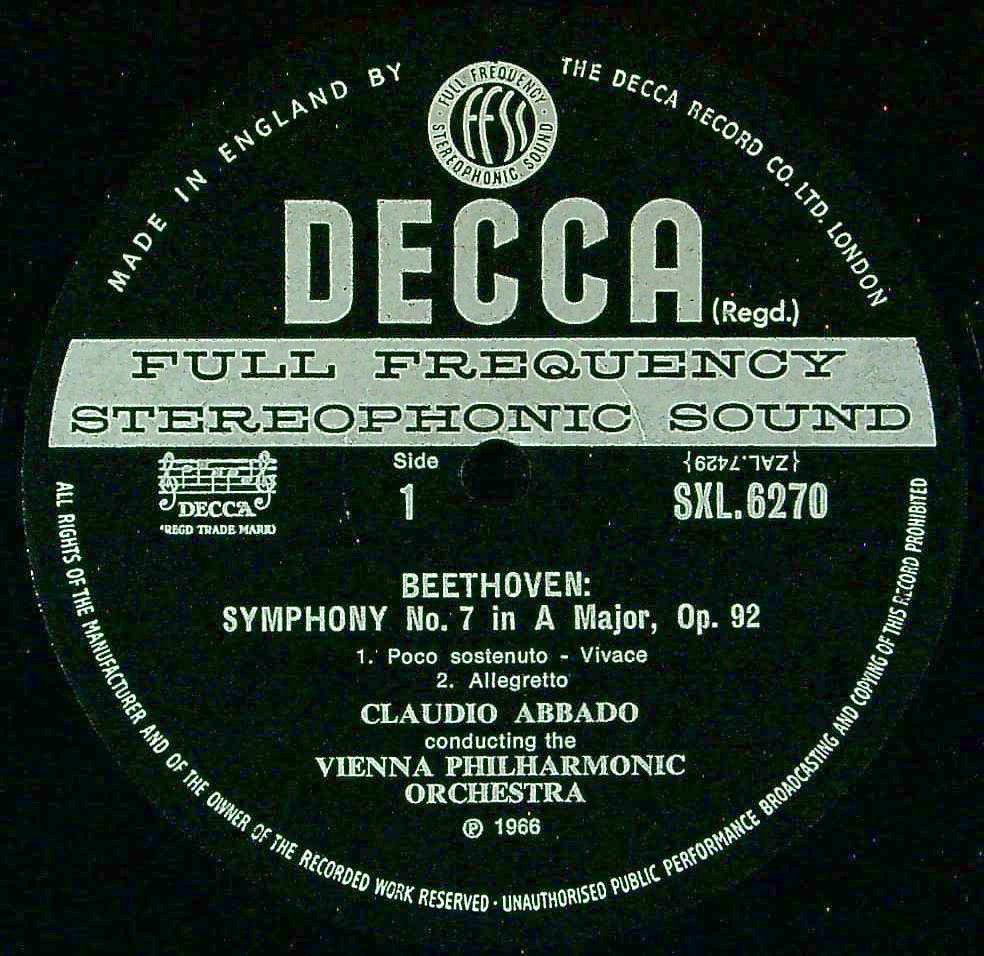 MADE IN ENGLAND BY
THE DECCA RECORD CO. LTD. LONDON
FULL FREQUENCY
STEREOPHONIC SOUND
FFSS
DECCA (Regd.)
FULL FREQUENCY
STEREOPHONIC SOUND
DECCA
(REGD TRADE MARK)
Side
1
{ZAL.7429}
SXL.6270
BEETHOVEN:
SYMPHONY No. 7 in A Major, Op. 92
1. Poco sostenuto - Vivace
2. Allegretto
CLAUDIO ABBADO
conducting the
VIENNA PHILHARMONIC
ORCHESTRA
℗ 1966
ALL RIGHTS OF THE MANUFACTURER AND OF THE OWNER OF THE RECORDED WORK RESERVED · UNAUTHORISED PUBLIC PERFORMANCE BROADCASTING AND COPYING OF THIS RECORD PROHIBITED